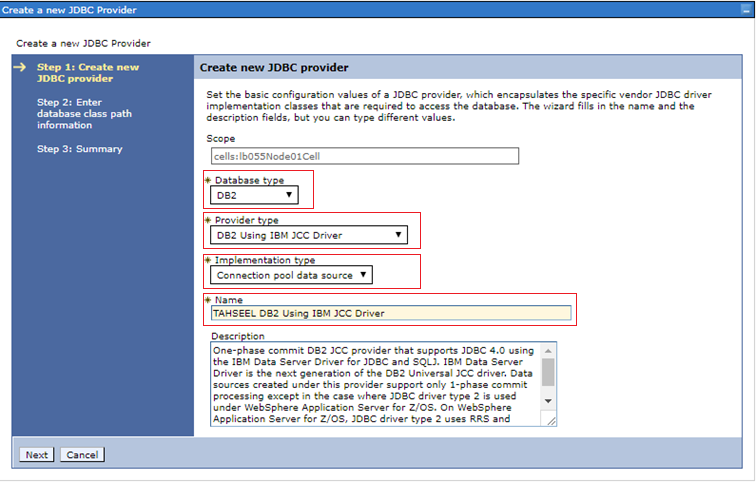 Create a new JDBC Provider
Create a new JDBC Provider
Step 1: Create new
JDBC provider
Step 2: Enter
database class path
information
Step 3: Summary
Create new JDBC provider
Set the basic configuration values of a JDBC provider, which encapsulates the specific vendor JDBC driver
implementation classes that are required to access the database. The wizard fills in the name and the
description fields, but you can type different values.
Scope
cells:lb055Node01Cell
Database type
DB2
Provider type
DB2 Using IBM JCC Driver
Implementation type
Connection pool data source
Name
TAHSEEL DB2 Using IBM JCC Driver
Description
One-phase commit DB2 JCC provider that supports JDBC 4.0 using
the IBM Data Server Driver for JDBC and SQLJ. IBM Data Server
Driver is the next generation of the DB2 Universal JCC driver. Data
sources created under this provider support only 1-phase commit
processing except in the case where JDBC driver type 2 is used
under WebSphere Application Server for Z/OS. On WebSphere
Application Server for Z/OS, JDBC driver type 2 uses RRS and
Next Cancel